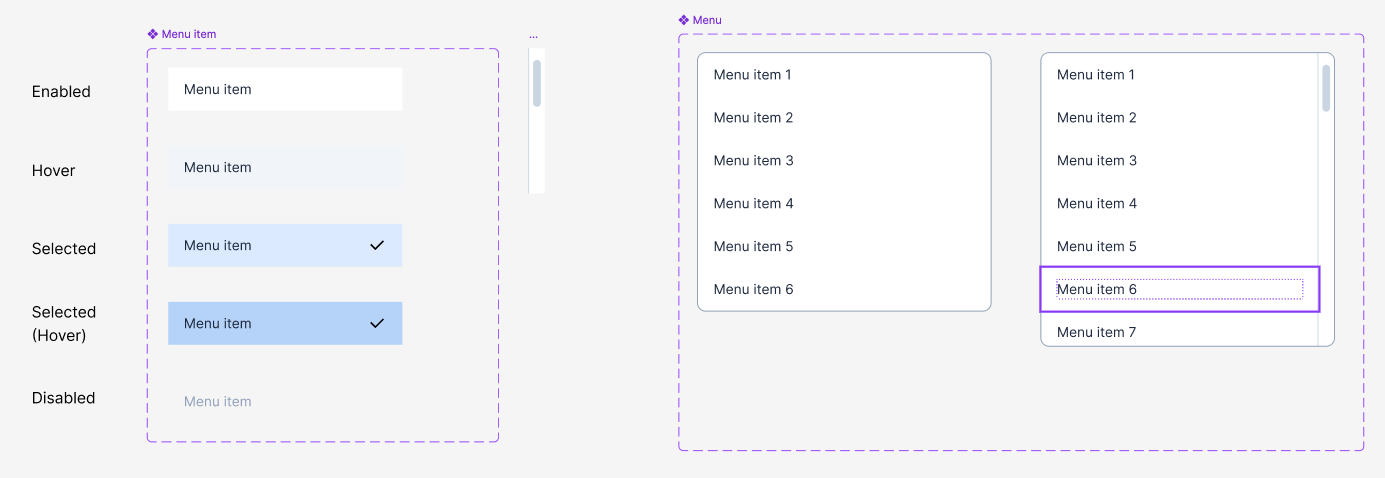 Menu item
...
Menu
Enabled
Menu item
Hover
Menu item
Selected
Menu item
Selected
(Hover)
Menu item
Disabled
Menu item
Menu item 1
Menu item 2
Menu item 3
Menu item 4
Menu item 5
Menu item 6
Menu item 1
Menu item 2
Menu item 3
Menu item 4
Menu item 5
Menu item 6
Menu item 7